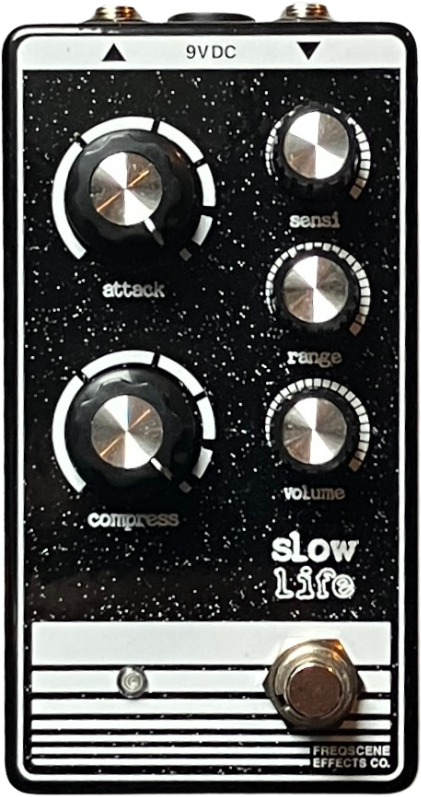 9VDC
attack
sensi
range
compress
volume
slow
life
FREQSCENE
EFFECTS CO.